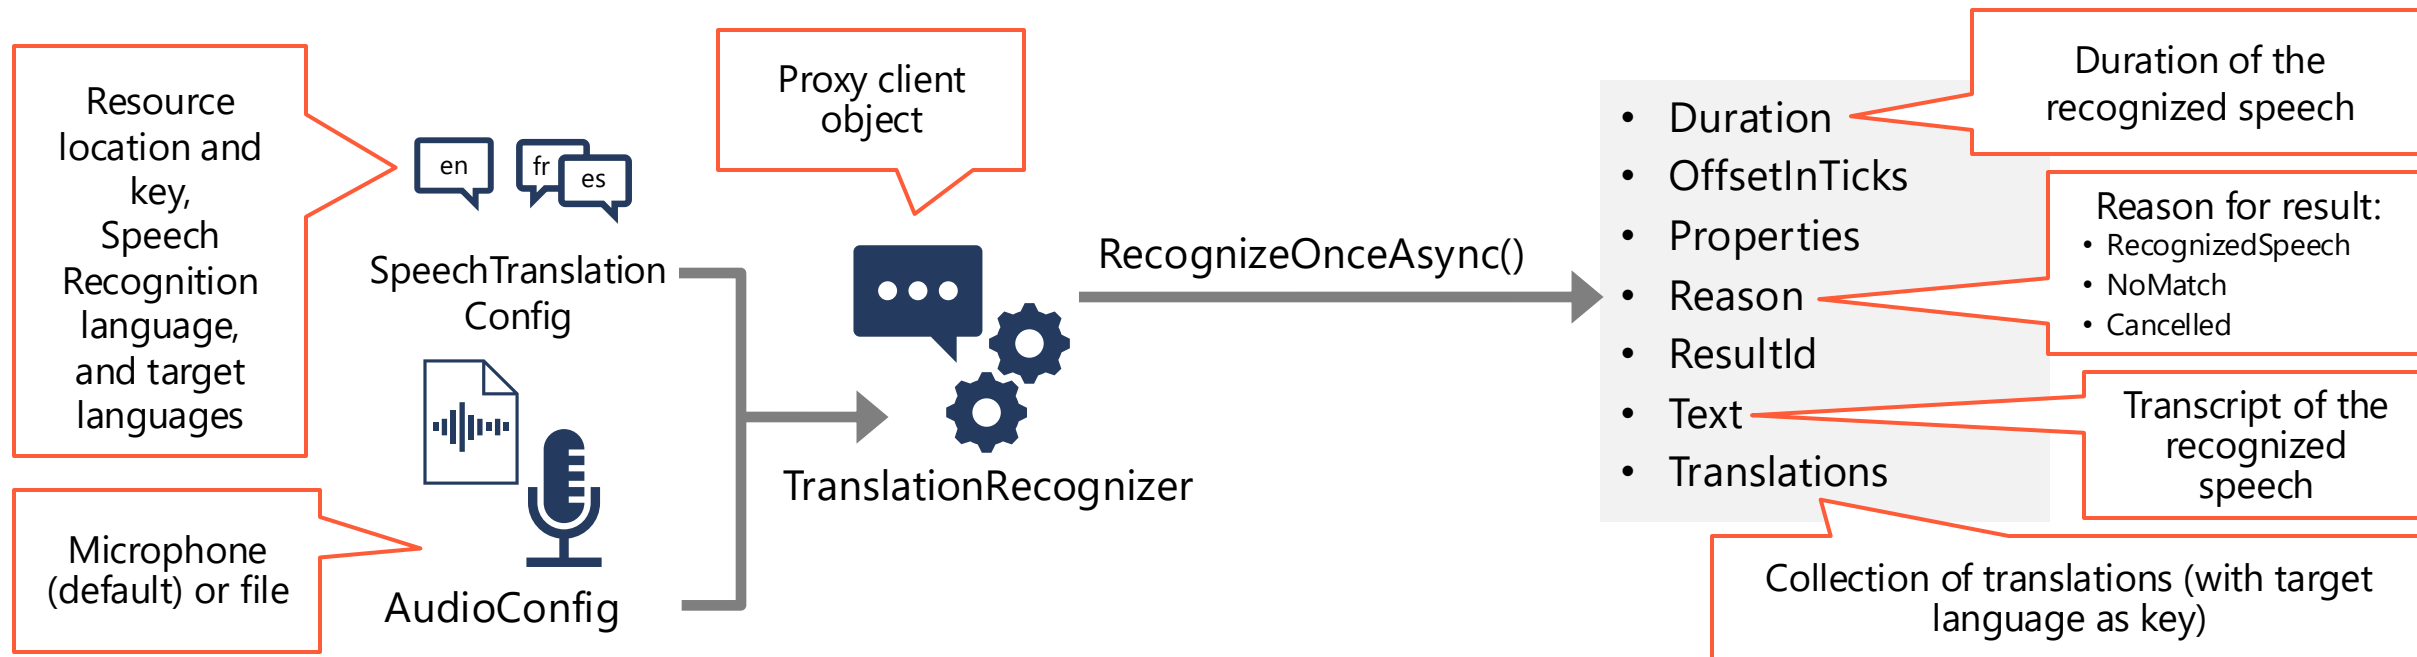 Resource
location and
key,
Speech
Recognition
language,
and target
languages
Microphone
(default) or file
en
fr
es
SpeechTranslation
Config
AudioConfig
Proxy client
object
TranslationRecognizer
RecognizeOnceAsync()
• Duration
• OffsetInTicks
• Properties
• Reason
• ResultId
• Text
• Translations
Duration of the
recognized speech
Reason for result:
• RecognizedSpeech
• NoMatch
• Cancelled
Transcript of the
recognized
speech
Collection of translations (with target
language as key)